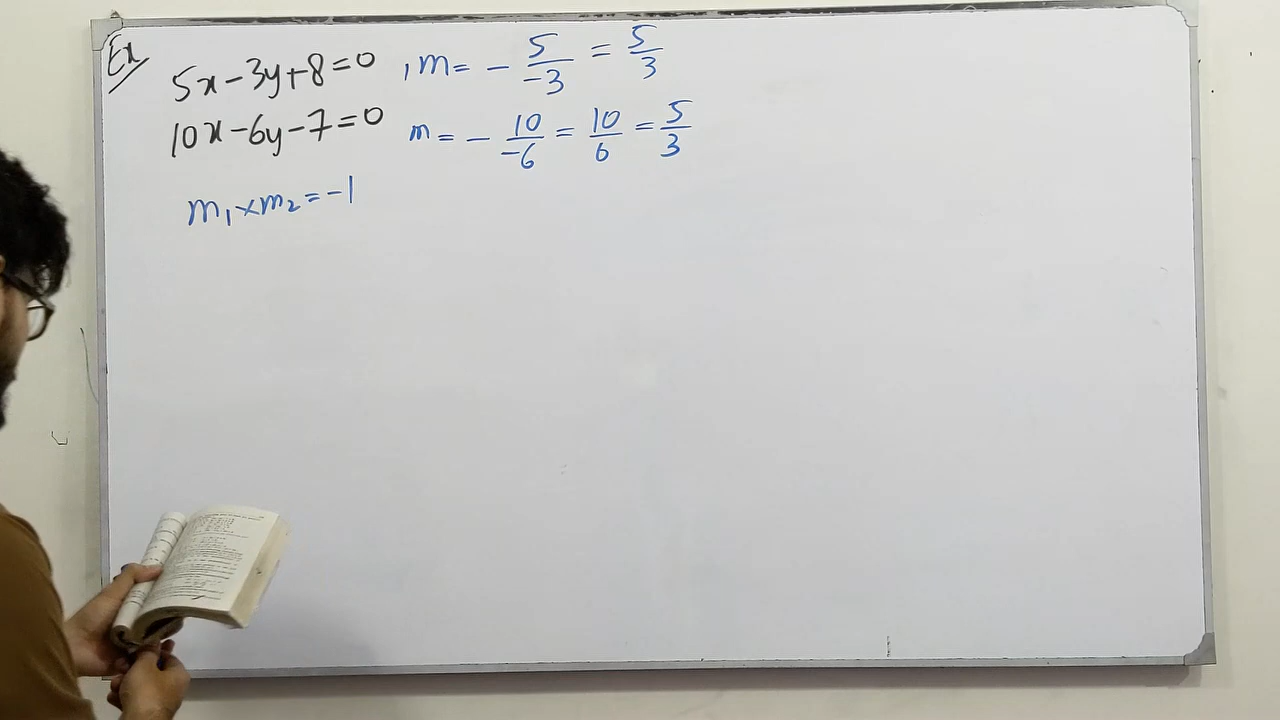 Ex
5x-3y+8=0 , m= - 5/-3 = 5/3
10x-6y-7=0 m= - 10/-6 = 10/6 = 5/3
m₁×m₂=-1